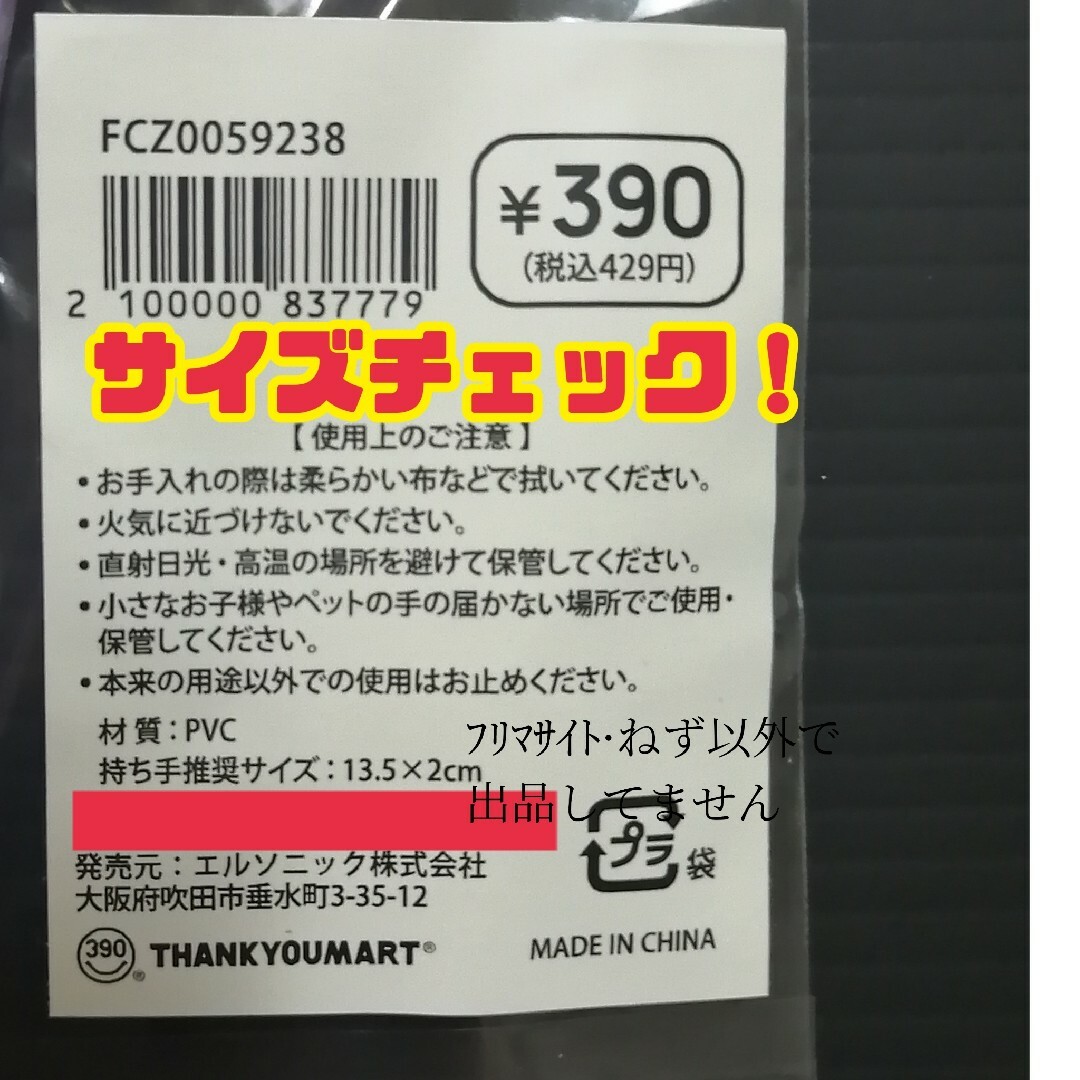 FCZ0059238
¥390
(税込429円)
2 100000 837779
サイズチェック!
【使用上のご注意】
・お手入れの際は柔らかい布などで拭いてください。
・火気に近づけないでください。
・直射日光・高温の場所を避けて保管してください。
・小さなお子様やペットの手の届かない場所でご使用・
保管してください。
・本来の用途以外での使用はお止めください。
材質:PVC
ﾌﾘﾏｻｲﾄ･ねず以外で
持ち手推奨サイズ:13.5×2cm
出品してません
プラ
袋
発売元:エルソニック株式会社
大阪府吹田市垂水町3-35-12
390 ® THANKYOUMART®
MADE IN CHINA